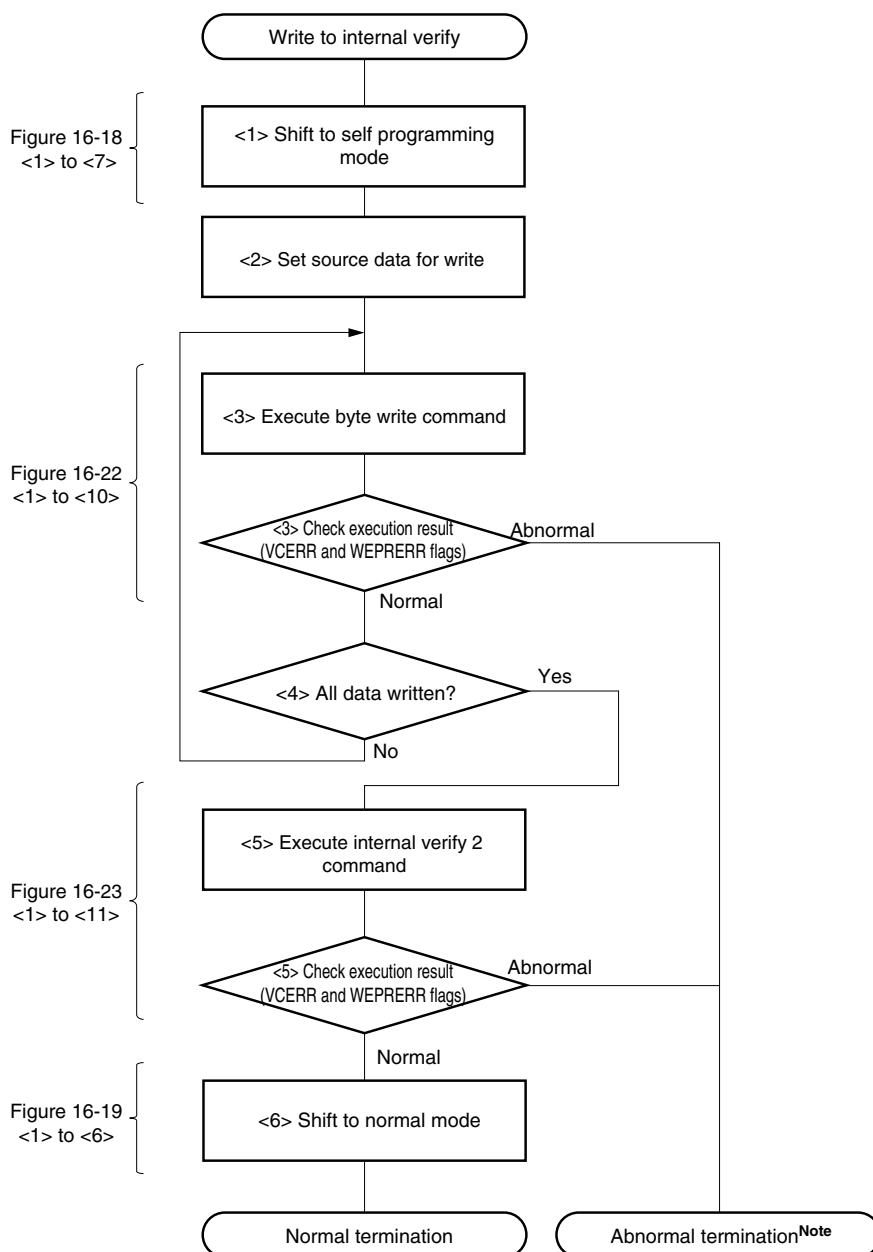 Write to internal verify
Figure 16-18
<1> to <7>
<1> Shift to self programming
mode
<2> Set source data for write
Figure 16-22
<1> to <10>
<3> Execute byte write command
<3> Check execution result
(VCERR and WEPRERR flags)
Abnormal
Normal
<4> All data written?
Yes
No
Figure 16-23
<1> to <11>
<5> Execute internal verify 2
command
<5> Check execution result
(VCERR and WEPRERR flags)
Abnormal
Normal
Figure 16-19
<1> to <6>
<6> Shift to normal mode
Normal termination
Abnormal termination Note